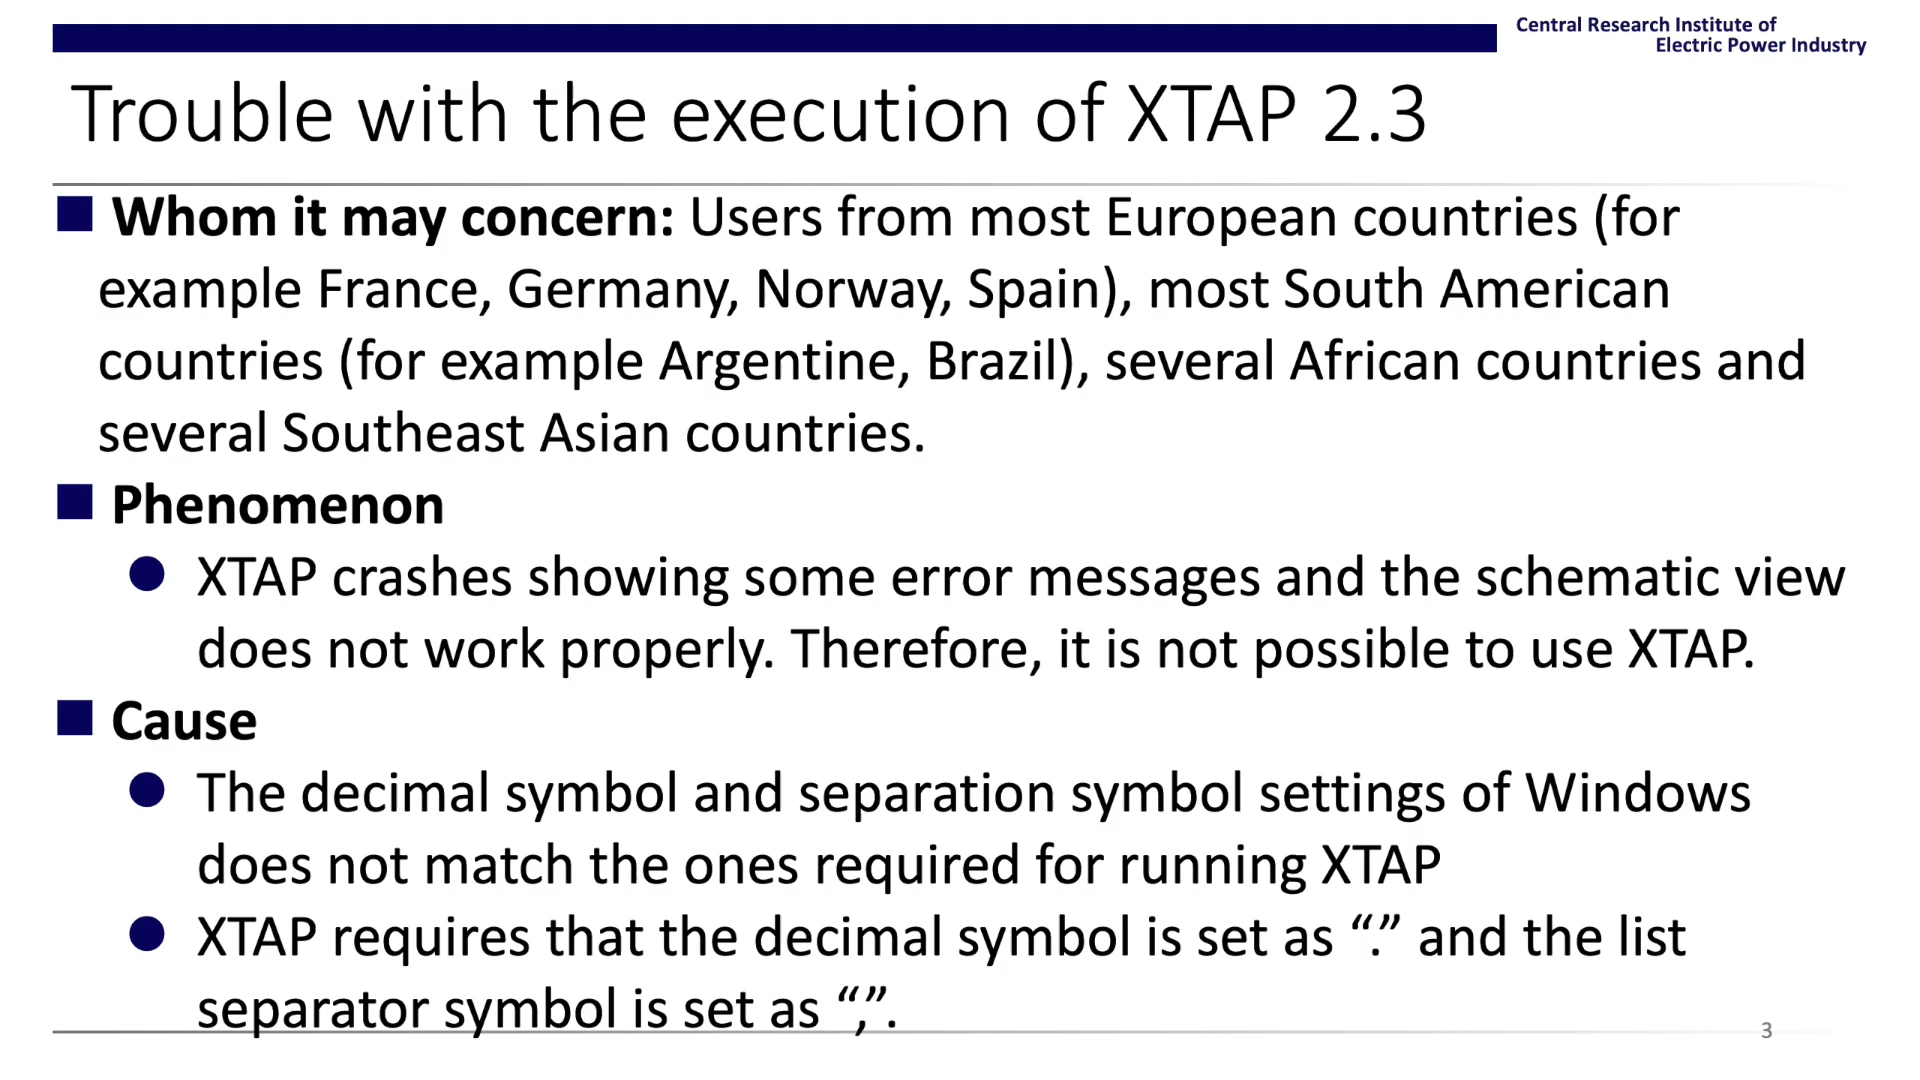 Central Research Institute of
Electric Power Industry
Trouble with the execution of XTAP 2.3
Whom it may concern: Users from most European countries (for
example France, Germany, Norway, Spain), most South American
countries (for example Argentine, Brazil), several African countries and
several Southeast Asian countries.
Phenomenon
XTAP crashes showing some error messages and the schematic view
does not work properly. Therefore, it is not possible to use XTAP.
Cause
The decimal symbol and separation symbol settings of Windows
does not match the ones required for running XTAP
XTAP requires that the decimal symbol is set as “.” and the list
separator symbol is set as “,”.
3